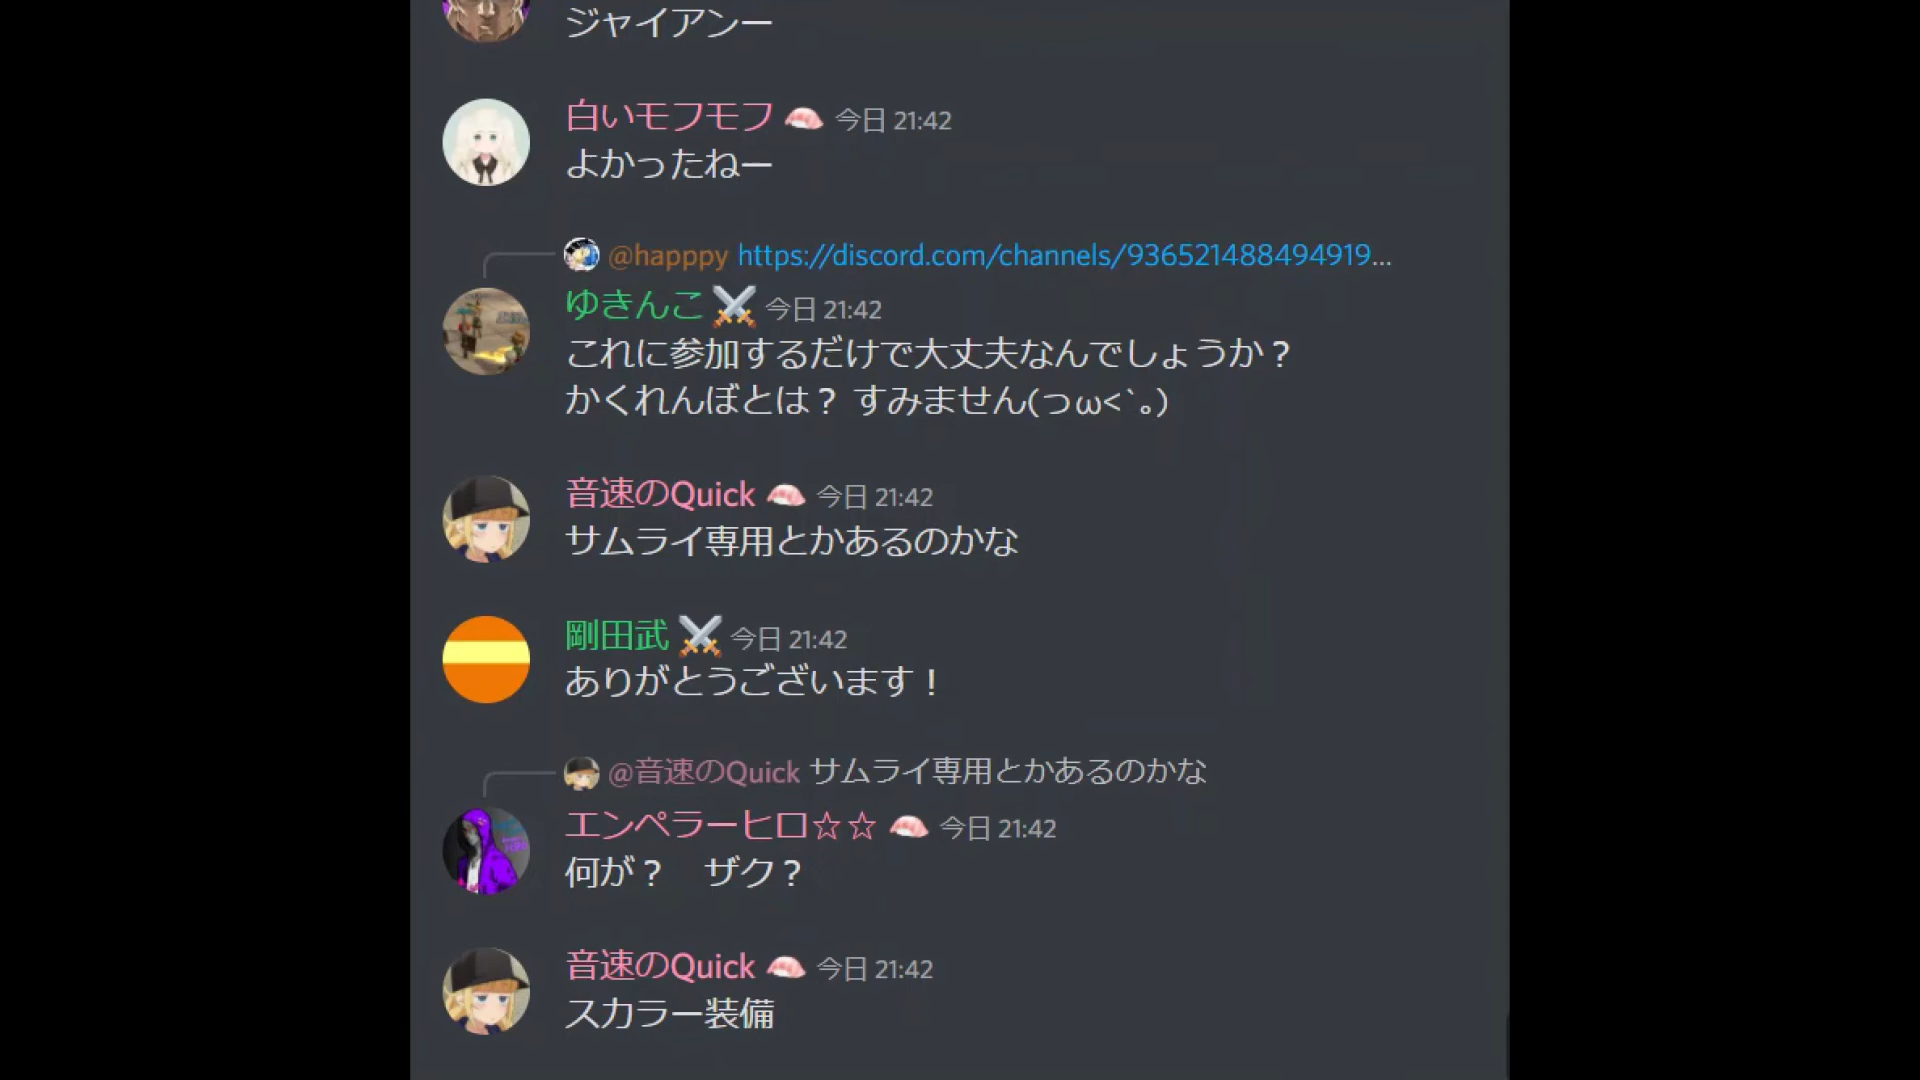 ジャイアンー
白いモフモフ 今日 21:42
よかったねー
@happpy https://discord.com/channels/936521488494919...
ゆきんこ 今日 21:42
これに参加するだけで大丈夫なんでしょうか？
かくれんぼとは？ すみません(っω<`｡)
音速のQuick 今日 21:42
サムライ専用とかあるのかな
剛田武 今日 21:42
ありがとうございます！
@音速のQuick サムライ専用とかあるのかな
エンペラーヒロ☆☆ 今日 21:42
何が？　ザク？
音速のQuick 今日 21:42
スカラー装備